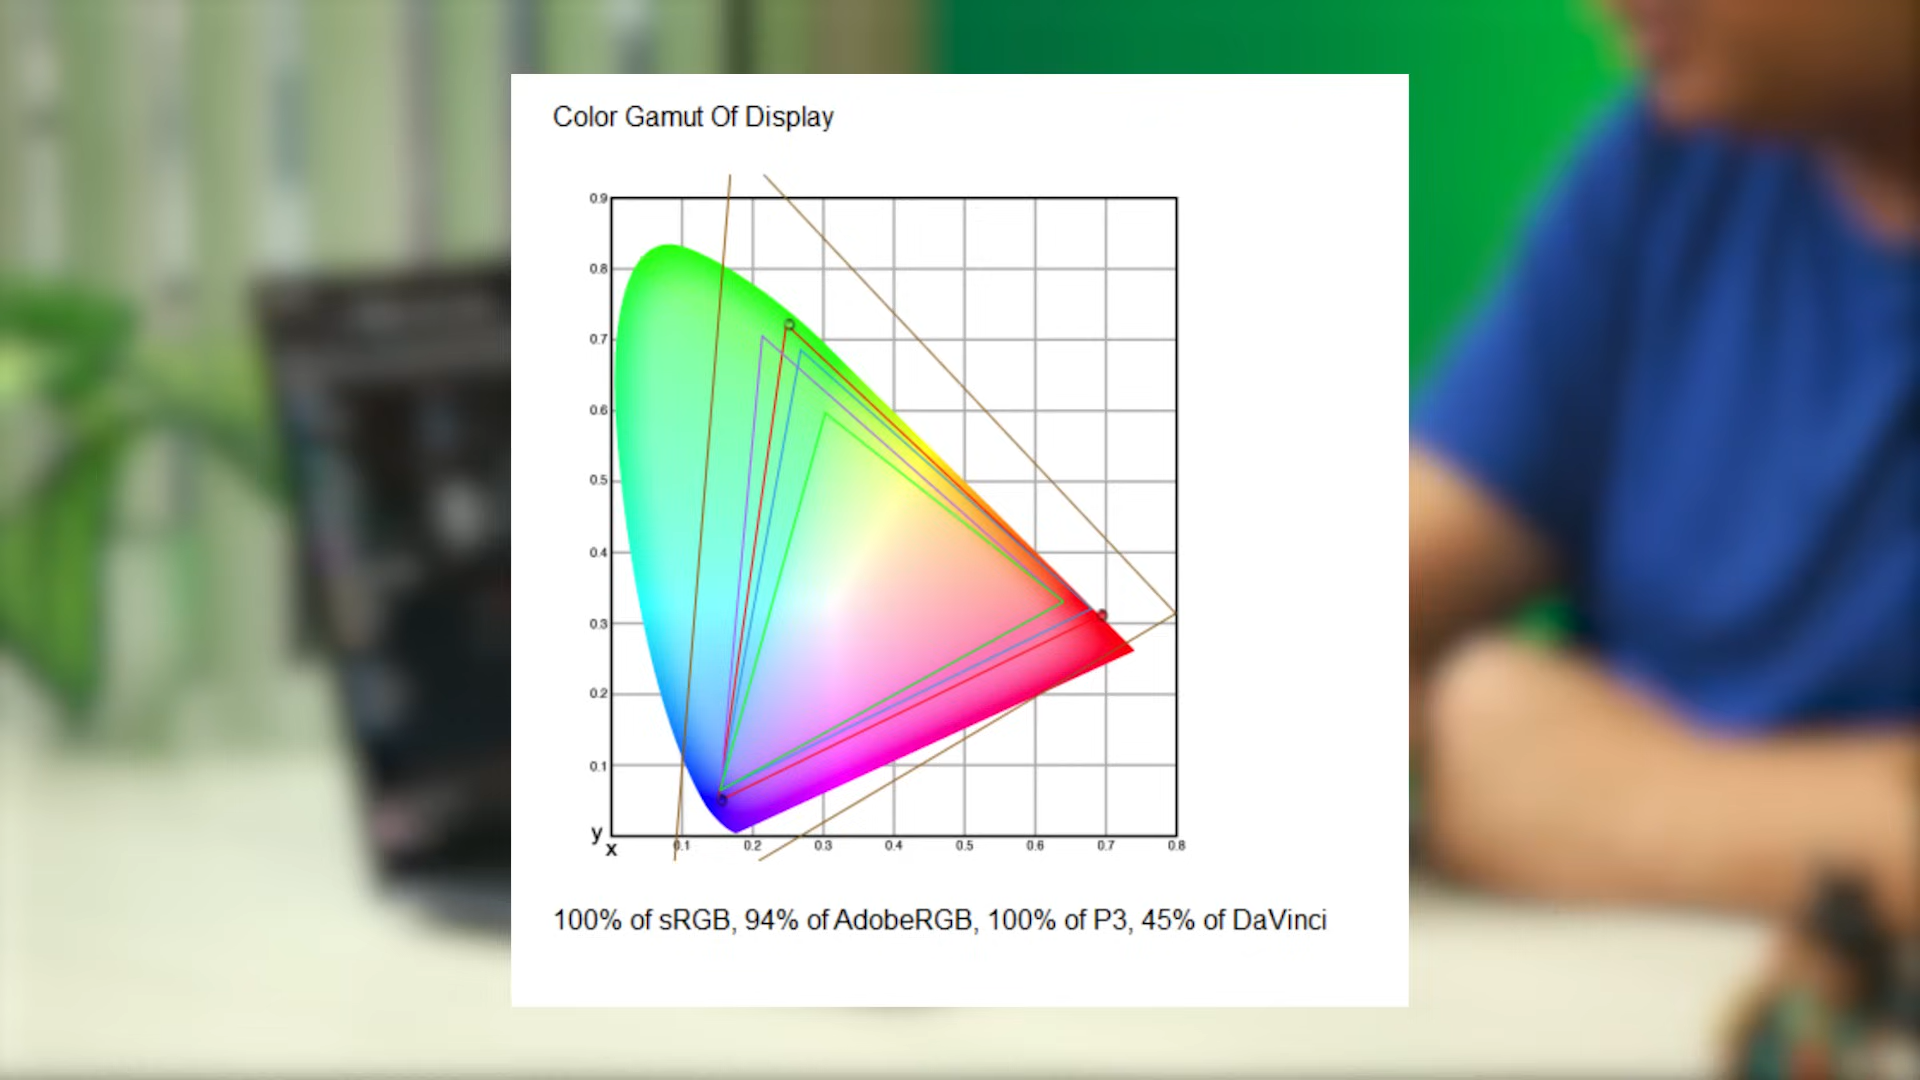 Color Gamut Of Display
0.9
0.8
0.7
0.6
0.5
0.4
0.3
0.2
0.1
y
x
0.1 0.2 0.3 0.4 0.5 0.6 0.7 0.8
100% of sRGB, 94% of AdobeRGB, 100% of P3, 45% of DaVinci